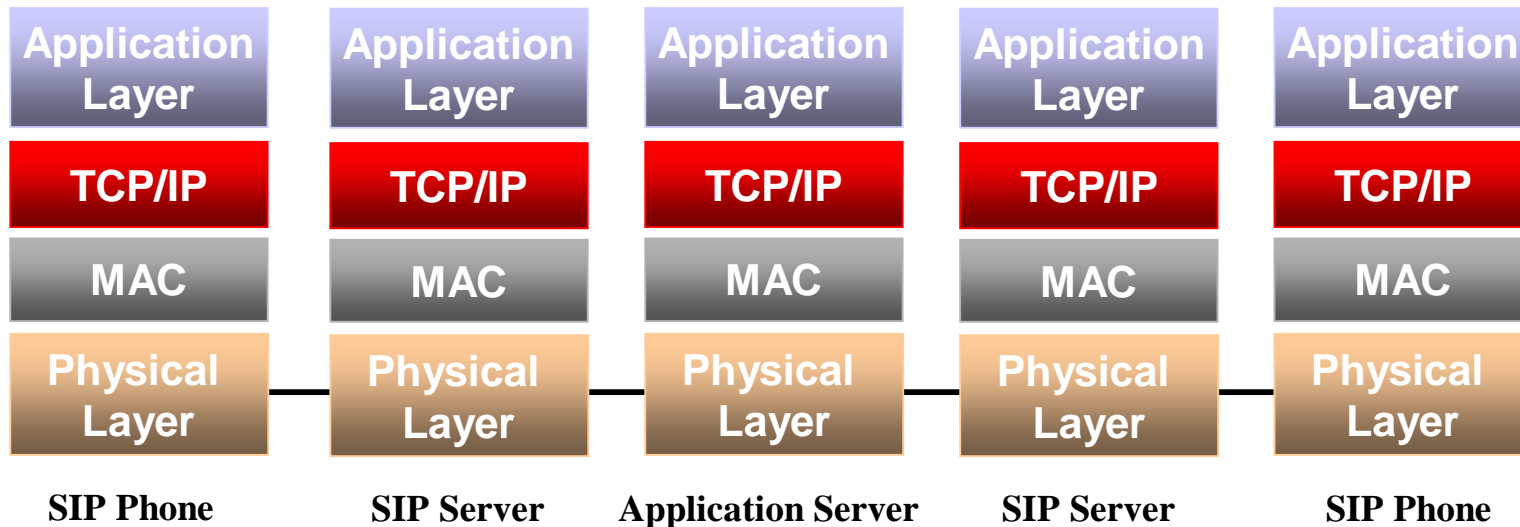 Application Application Application Application Application
Layer Layer Layer Layer Layer
TCP/IP TCP/IP TCP/IP TCP/IP TCP/IP
MAC MAC MAC MAC MAC
Physical Physical Physical Physical Physical
Layer Layer Layer Layer Layer
SIP Phone SIP Server Application Server SIP Server SIP Phone